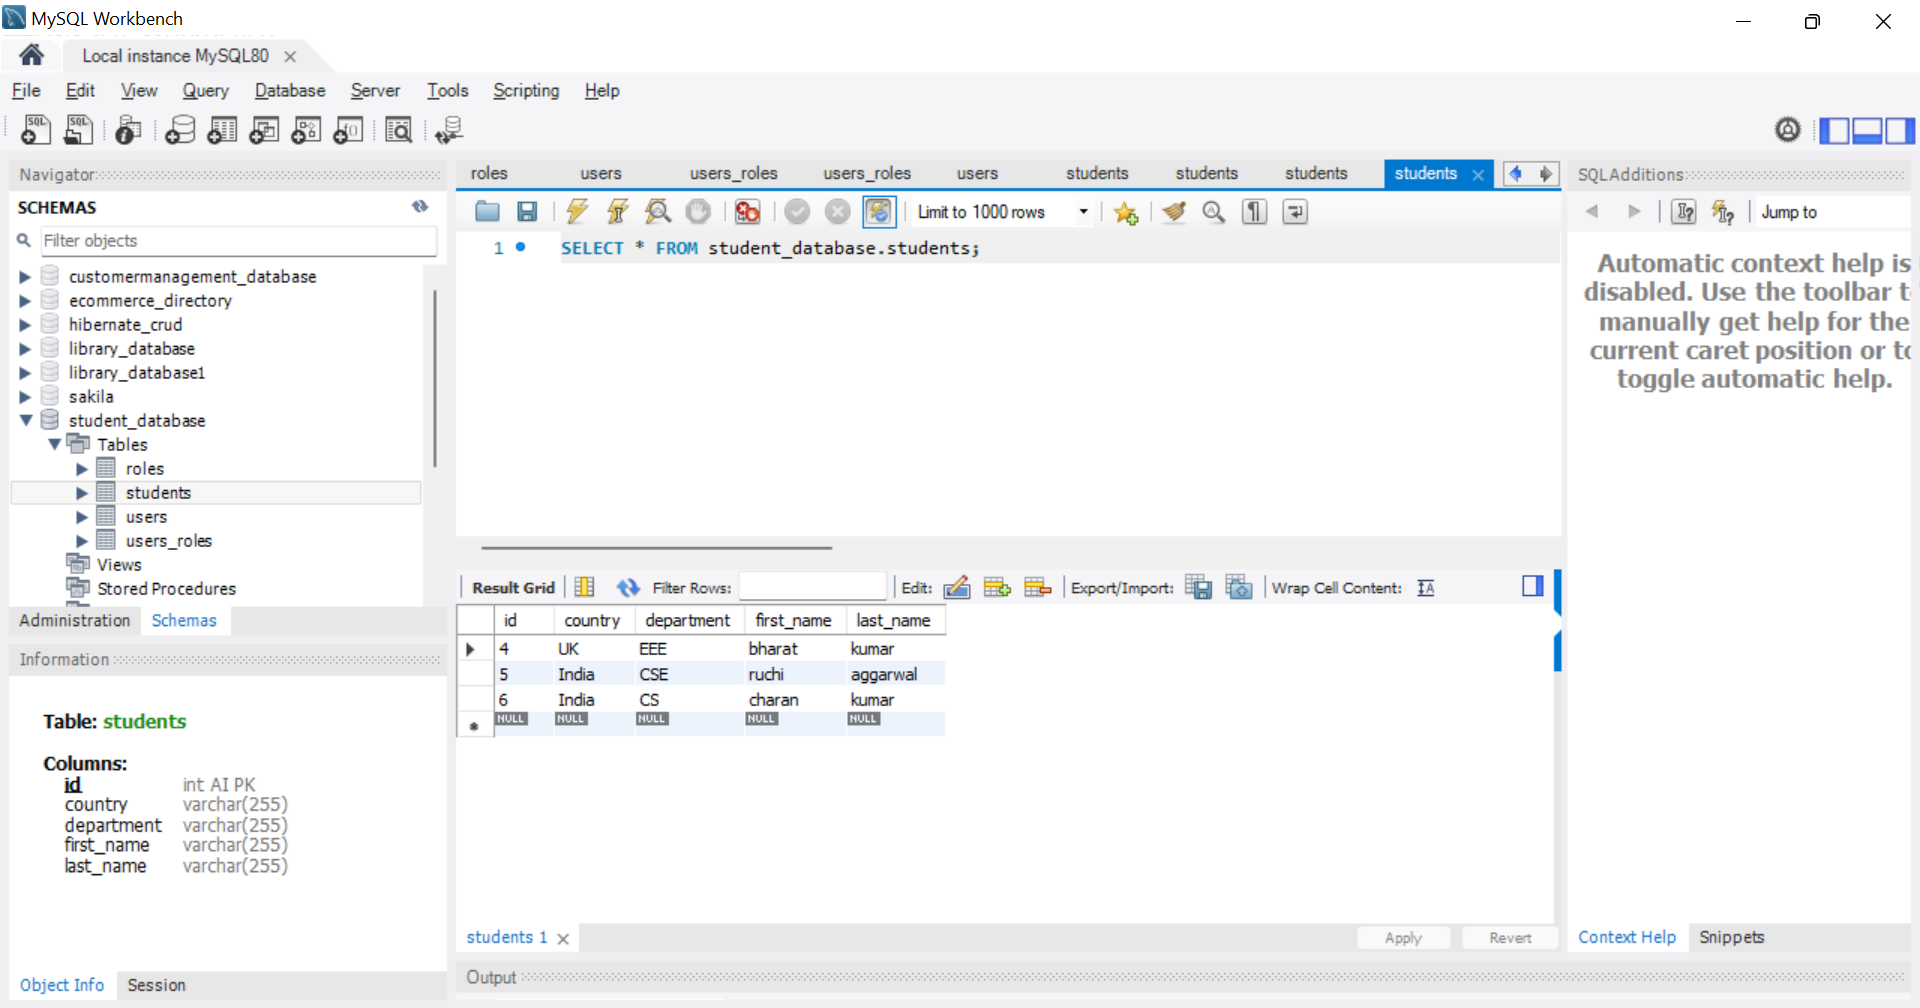 MySQL Workbench
Local instance MySQL80
File Edit View Query Database Server Tools Scripting Help
Navigator
SCHEMAS
Filter objects
customermanagement_database
ecommerce_directory
hibernate_crud
library_database
library_database1
sakila
student_database
Tables
roles
students
users
users_roles
Views
Stored Procedures
Administration Schemas
Information
Table: students
Columns:
id int AI PK
country varchar(255)
department varchar(255)
first_name varchar(255)
last_name varchar(255)
Object Info Session
roles users users_roles users_roles users students students students students
Limit to 1000 rows
1 SELECT * FROM student_database.students;
Result Grid Filter Rows: Edit: Export/Import: Wrap Cell Content:
id country department first_name last_name
4 UK EEE bharat kumar
5 India CSE ruchi aggarwal
6 India CS charan kumar
NULL NULL NULL NULL NULL
students 1
Apply Revert
Output
SQLAdditions
Jump to
Automatic context help is
disabled. Use the toolbar t
manually get help for the
current caret position or to
toggle automatic help.
Context Help Snippets